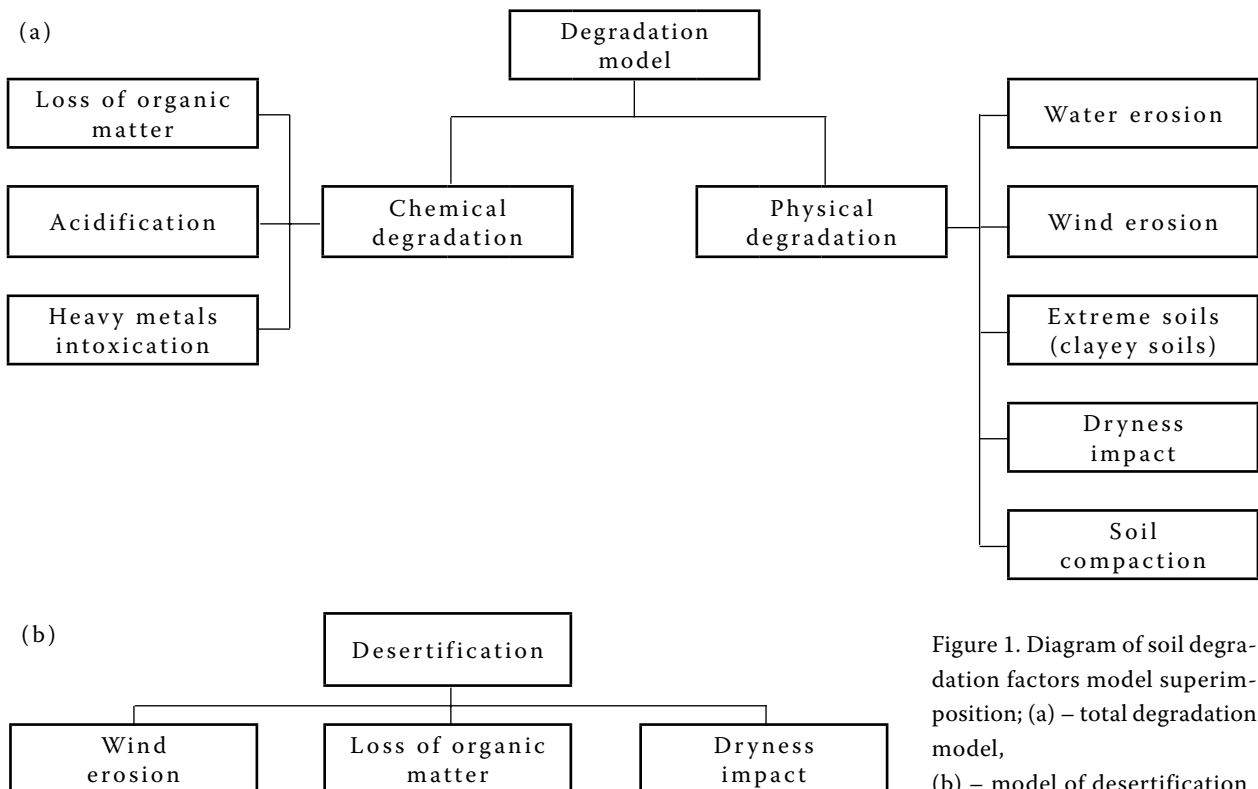 (a)
Degradation
model
Loss of organic
matter
Acidification
Heavy metals
intoxication
Chemical
degradation
Physical
degradation
Water erosion
Wind erosion
Extreme soils
(clayey soils)
Dryness
impact
Soil
compaction
(b)
Desertification
Wind
erosion
Loss of organic
matter
Dryness
impact
Figure 1. Diagram of soil degra-
dation factors model superim-
position; (a) – total degradation
model,
(b) – model of desertification